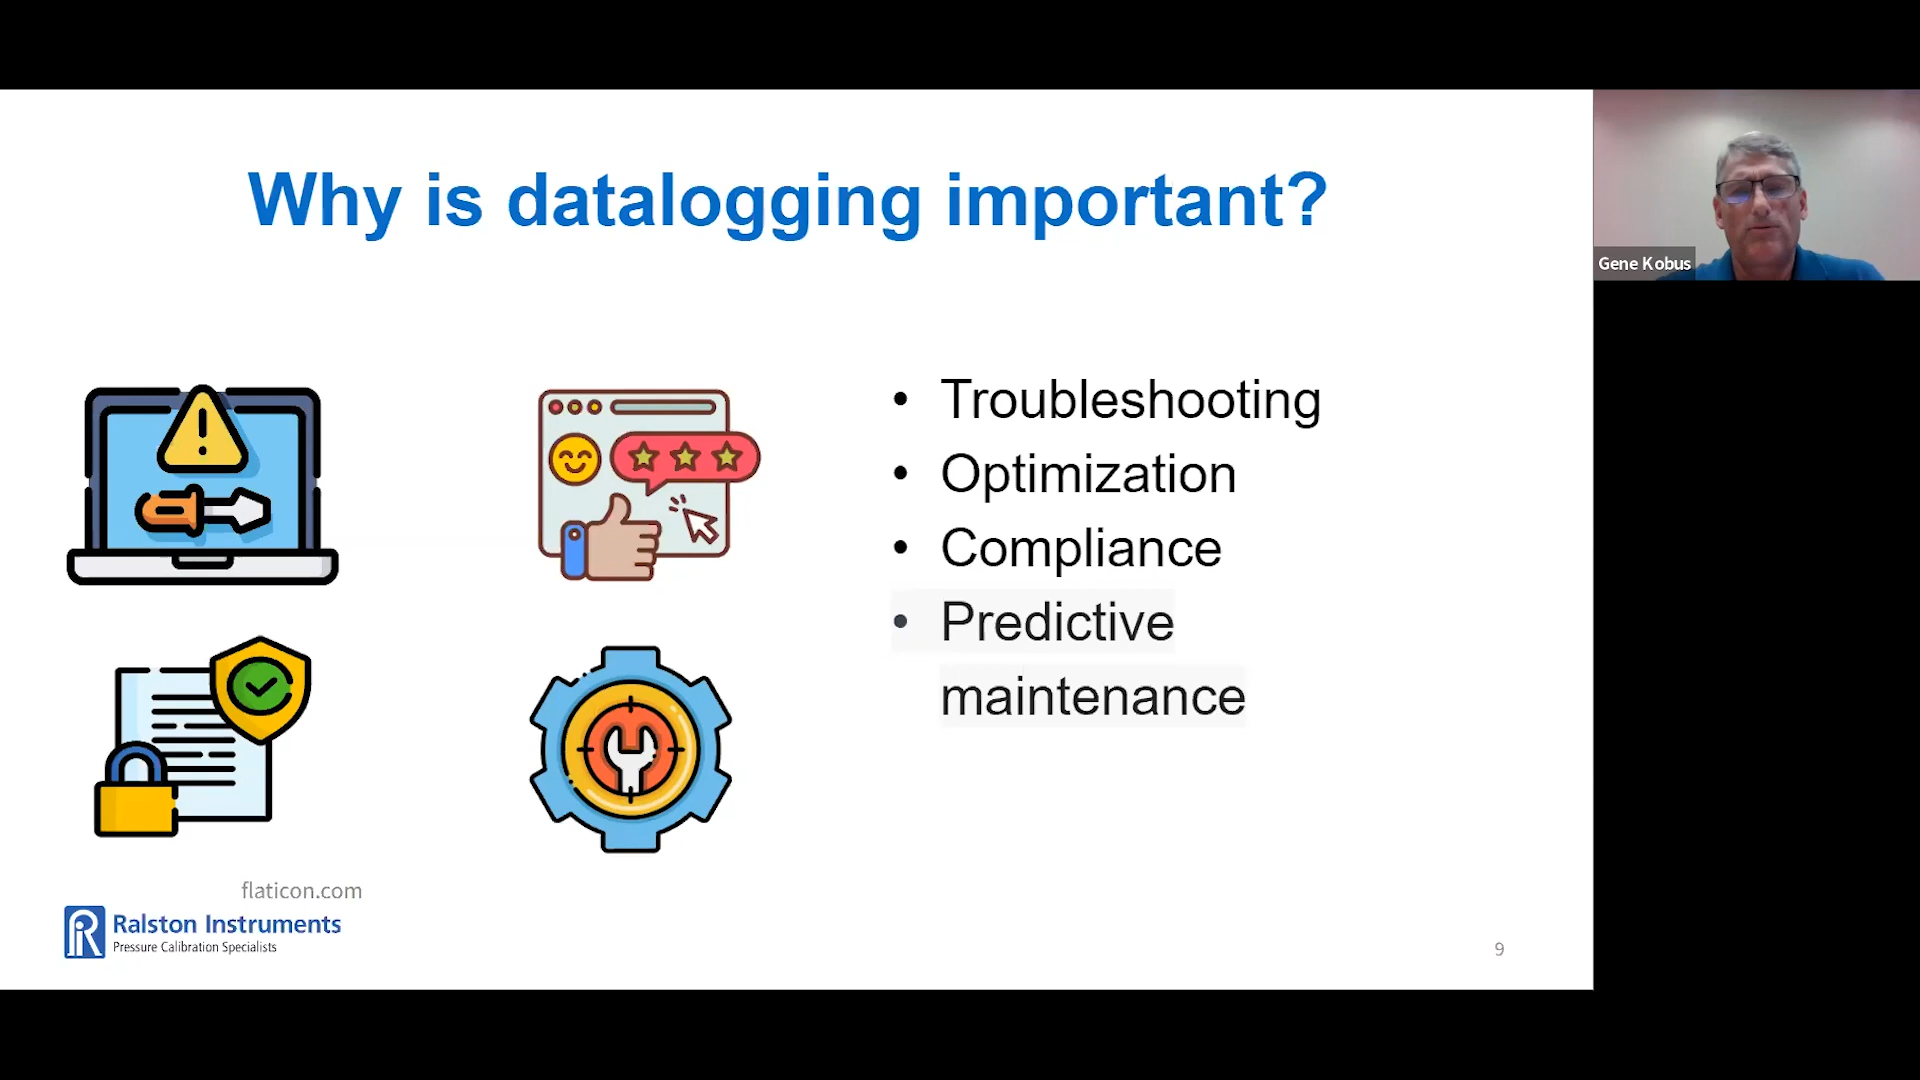 Why is datalogging important?
Gene Kobus
• Troubleshooting
• Optimization
• Compliance
• Predictive
maintenance
flaticon.com
Ralston Instruments
Pressure Calibration Specialists
9